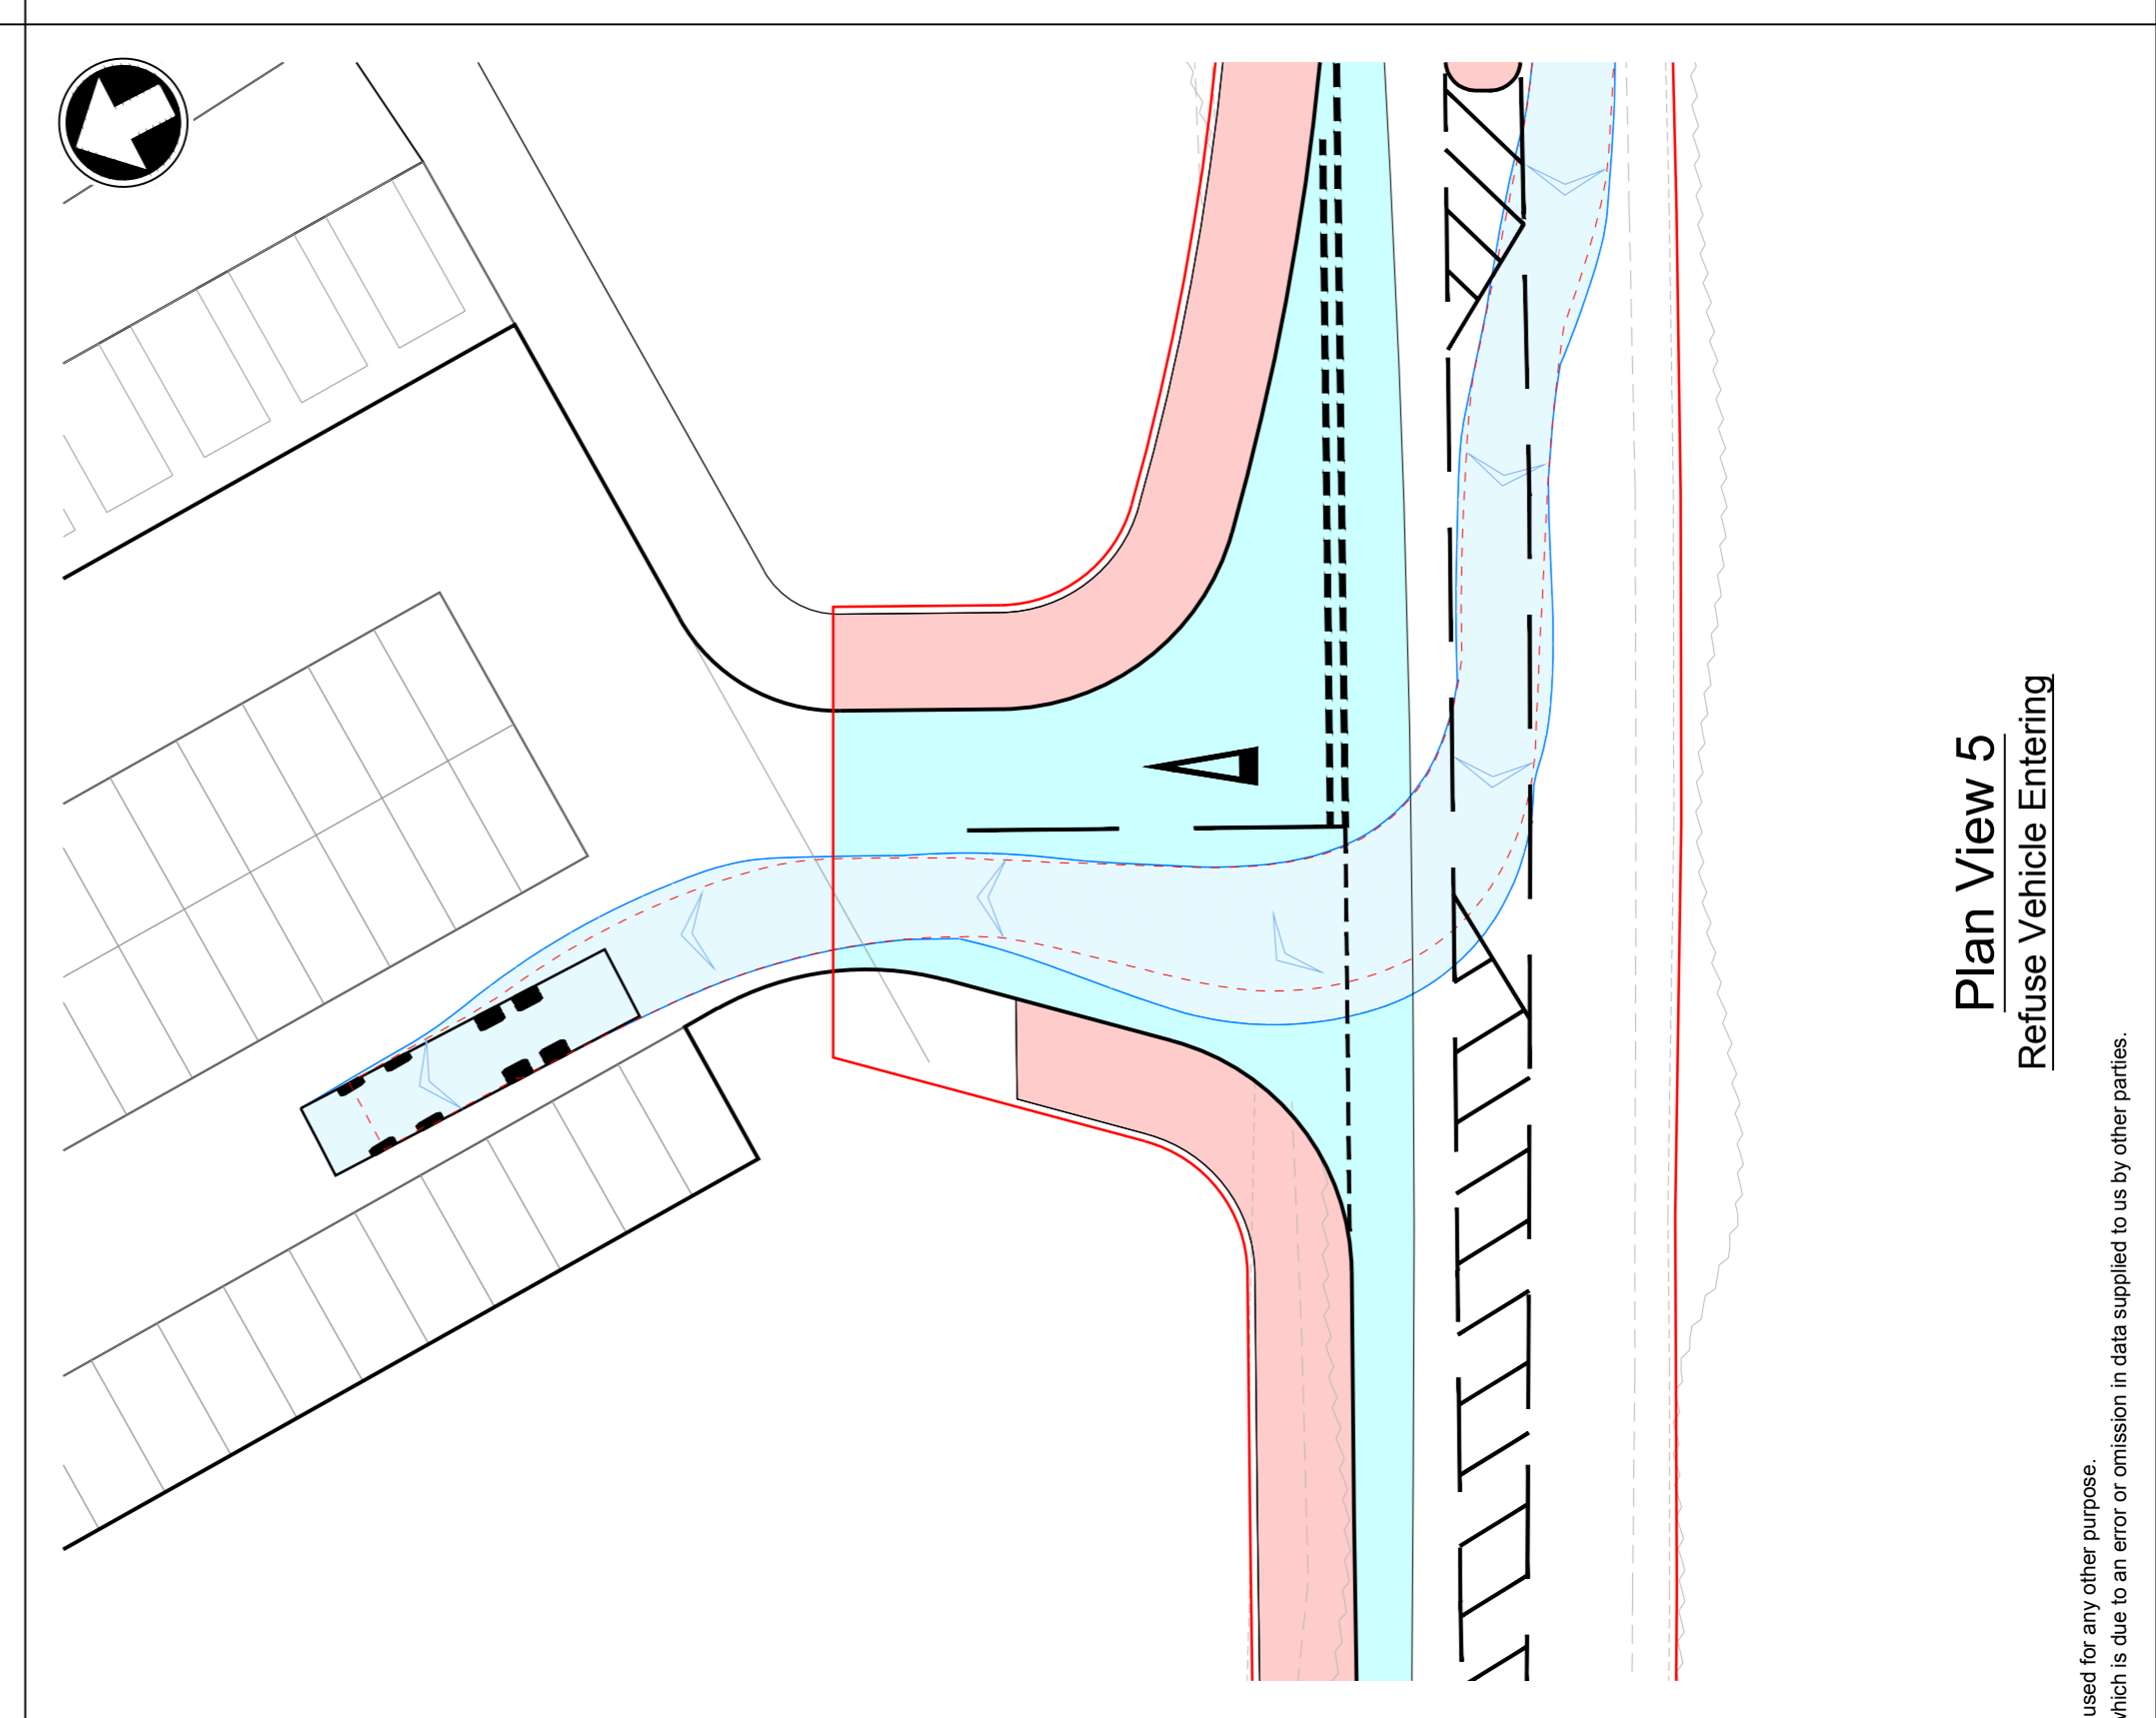 Plan View 5
Refuse Vehicle Entering
used for any other purpose.
which is due to an error or omission in data supplied to us by other parties.